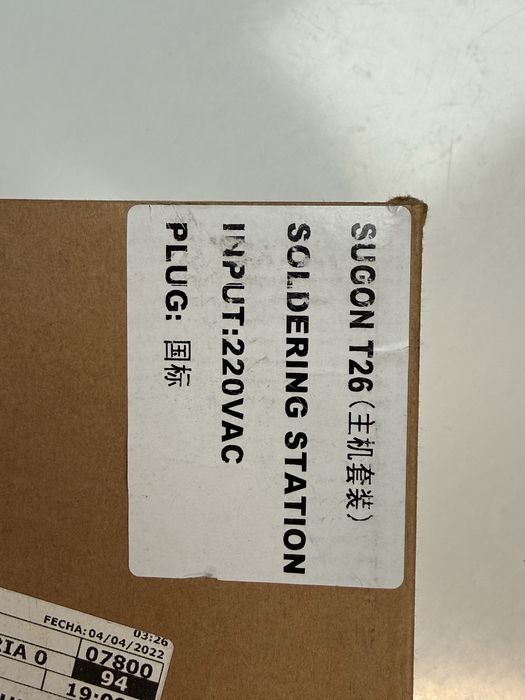 SUGON T26(主机套装)
SOLDERING STATION
INPUT:220VAC
PLUG: 国标
03:26
FECHA:04/04/2022
RIA 0
07800
94